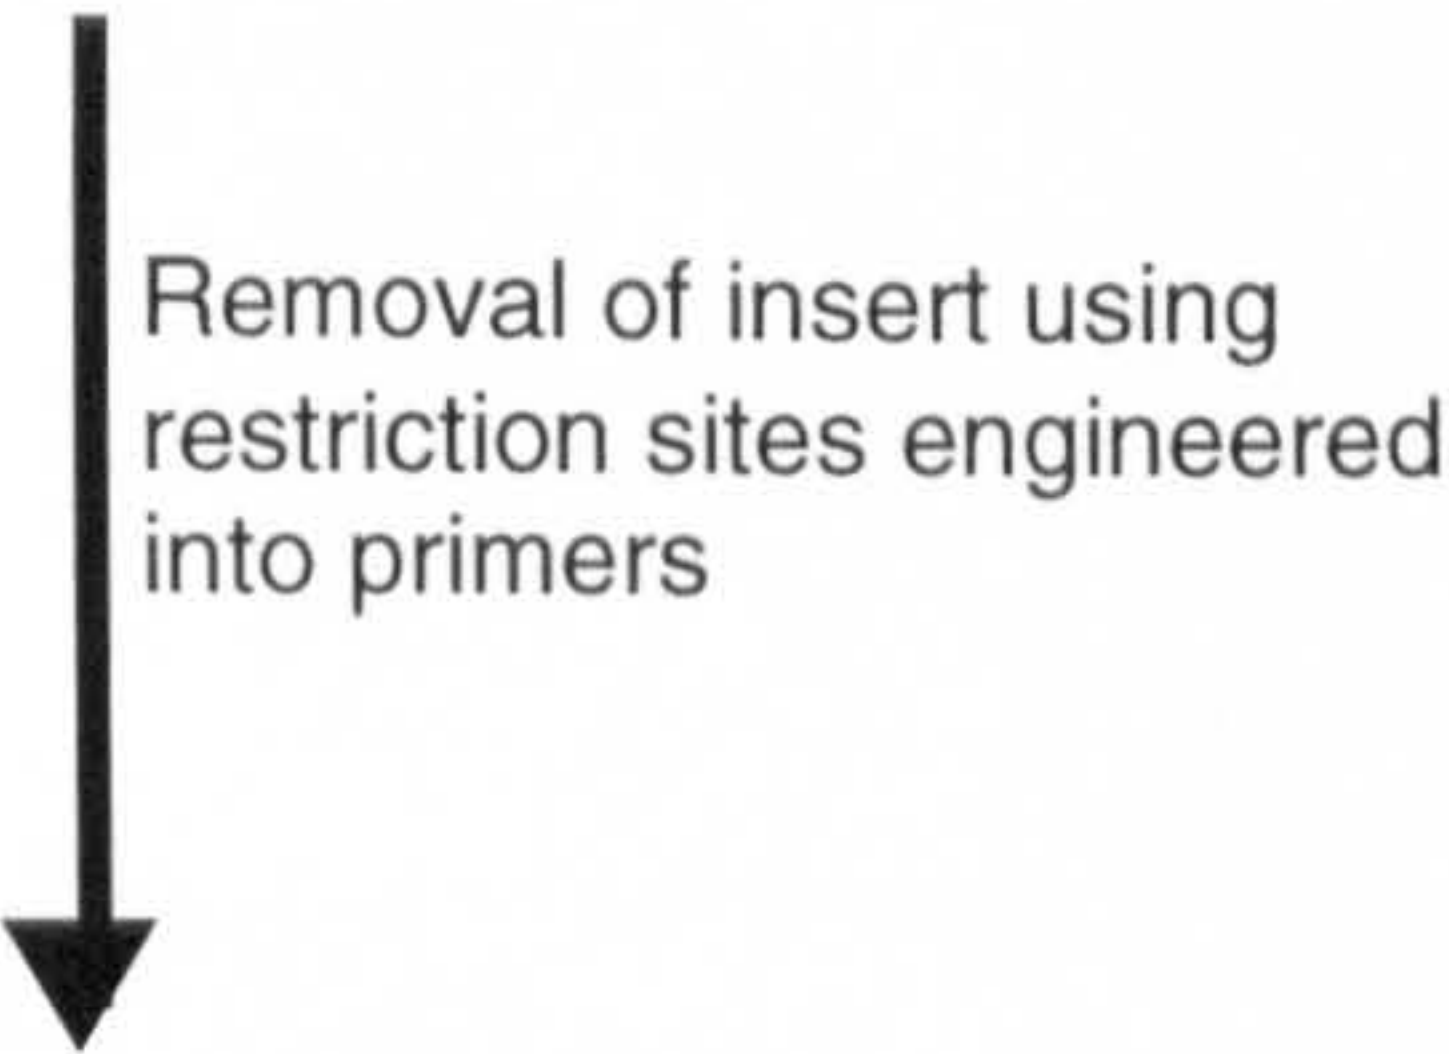 Removal of insert using
restriction sites engineered
into primers